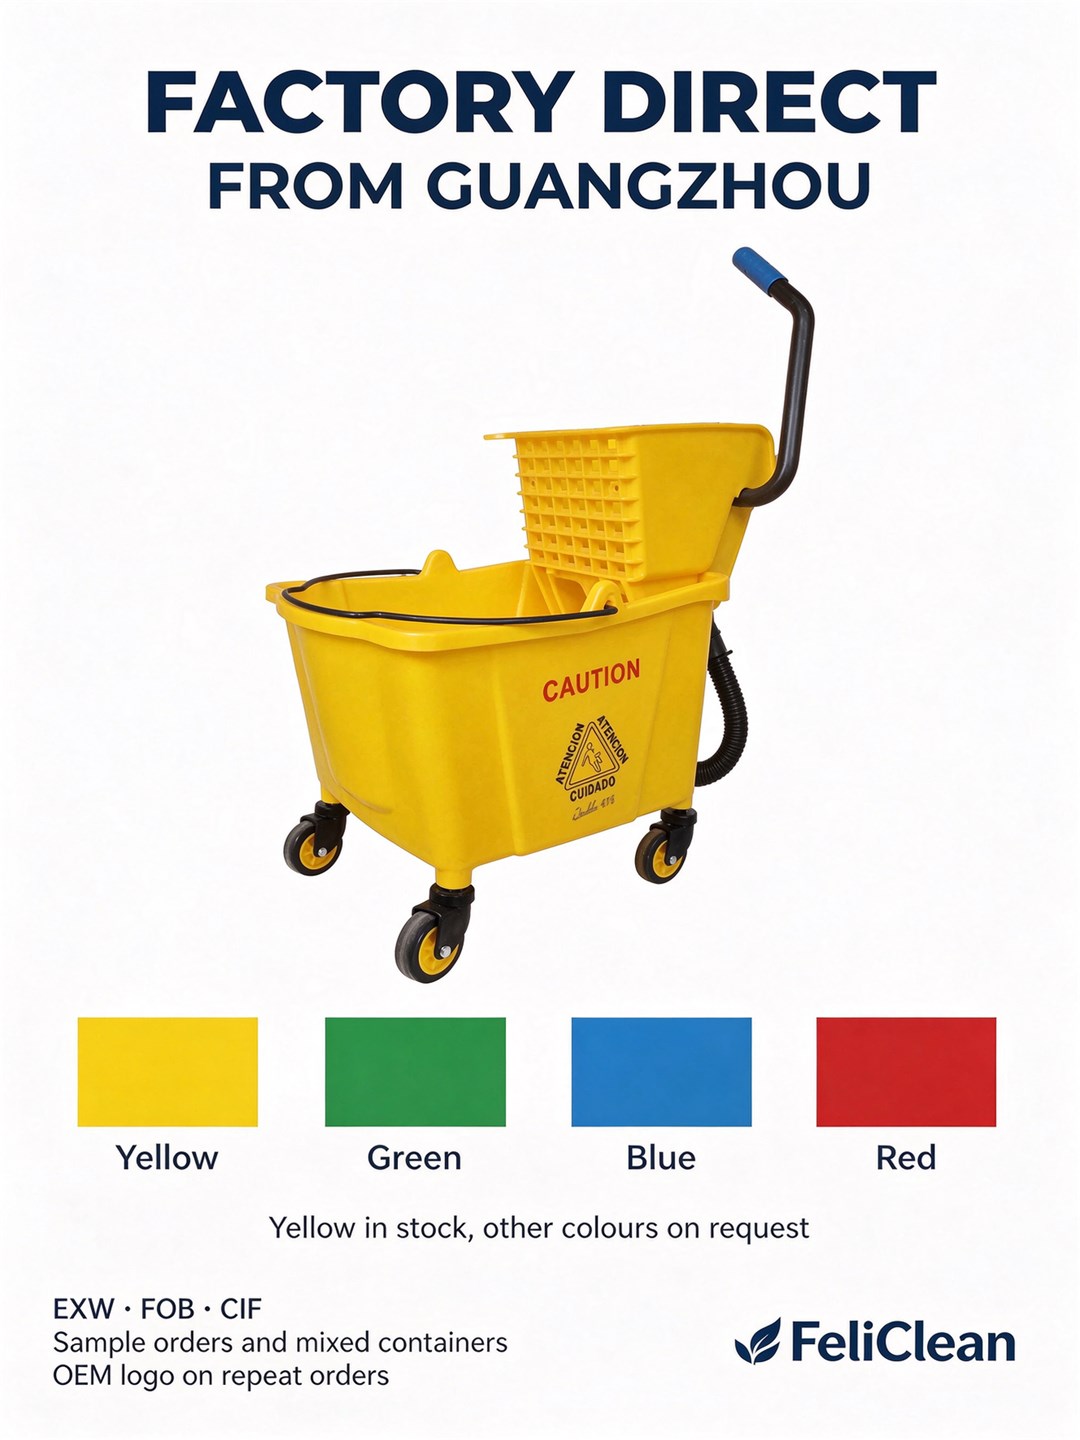 FACTORY DIRECT
FROM GUANGZHOU
CAUTION
ATENCION
ATENCION
CUIDADO
Yellow
Green
Blue
Red
Yellow in stock, other colours on request
EXW · FOB · CIF
Sample orders and mixed containers
OEM logo on repeat orders
FeliClean